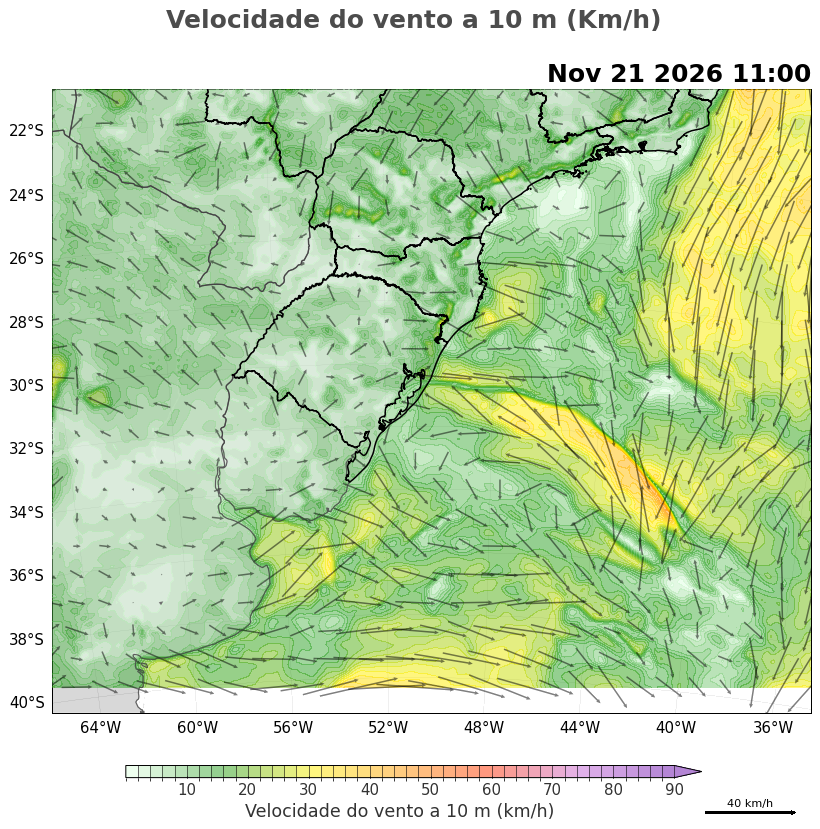 Velocidade do vento a 10 m (Km/h)
Nov 21 2026 11:00
22°S
24°S
26°S
28°S
30°S
32°S
34°S
36°S
38°S
40°S
64°W 60°W 56°W 52°W 48°W 44°W 40°W 36°W
10 20 30 40 50 60 70 80 90
Velocidade do vento a 10 m (km/h)
40 km/h